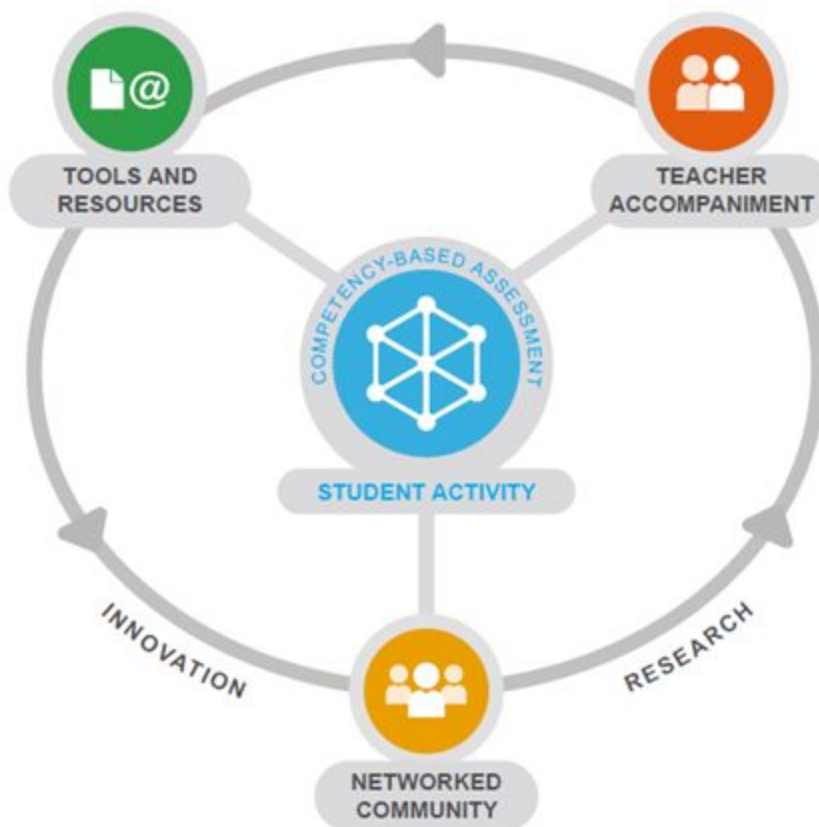 @
TOOLS AND
RESOURCES
TEACHER
ACCOMPANIMENT
COMPETENCY-BASED ASSESSMENT
STUDENT ACTIVITY
INNOVATION
RESEARCH
NETWORKED
COMMUNITY